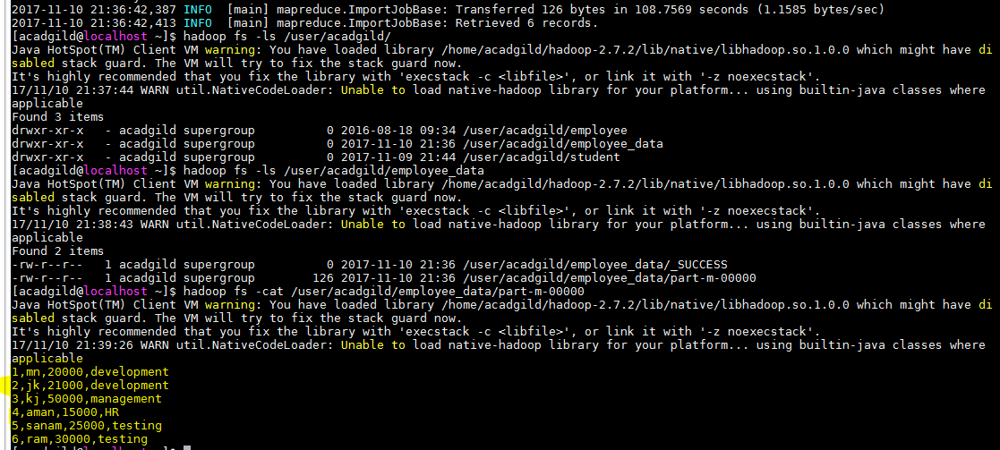 2017-11-10 21:36:42,387 INFO  [main] mapreduce.ImportJobBase: Transferred 126 bytes in 108.7569 seconds (1.1585 bytes/sec)
2017-11-10 21:36:42,413 INFO  [main] mapreduce.ImportJobBase: Retrieved 6 records.
[acadgild@localhost ~]$ hadoop fs -ls /user/acadgild/
Java HotSpot(TM) Client VM warning: You have loaded library /home/acadgild/hadoop-2.7.2/lib/native/libhadoop.so.1.0.0 which might have di
sabled stack guard. The VM will try to fix the stack guard now.
It's highly recommended that you fix the library with 'execstack -c <libfile>', or link it with '-z noexecstack'.
17/11/10 21:37:44 WARN util.NativeCodeLoader: Unable to load native-hadoop library for your platform... using builtin-java classes where
applicable
Found 3 items
drwxr-xr-x   - acadgild supergroup          0 2016-08-18 09:34 /user/acadgild/employee
drwxr-xr-x   - acadgild supergroup          0 2017-11-10 21:36 /user/acadgild/employee_data
drwxr-xr-x   - acadgild supergroup          0 2017-11-09 21:44 /user/acadgild/student
[acadgild@localhost ~]$ hadoop fs -ls /user/acadgild/employee_data
Java HotSpot(TM) Client VM warning: You have loaded library /home/acadgild/hadoop-2.7.2/lib/native/libhadoop.so.1.0.0 which might have di
sabled stack guard. The VM will try to fix the stack guard now.
It's highly recommended that you fix the library with 'execstack -c <libfile>', or link it with '-z noexecstack'.
17/11/10 21:38:43 WARN util.NativeCodeLoader: Unable to load native-hadoop library for your platform... using builtin-java classes where
applicable
Found 2 items
-rw-r--r--   1 acadgild supergroup          0 2017-11-10 21:36 /user/acadgild/employee_data/_SUCCESS
-rw-r--r--   1 acadgild supergroup        126 2017-11-10 21:36 /user/acadgild/employee_data/part-m-00000
[acadgild@localhost ~]$ hadoop fs -cat /user/acadgild/employee_data/part-m-00000
Java HotSpot(TM) Client VM warning: You have loaded library /home/acadgild/hadoop-2.7.2/lib/native/libhadoop.so.1.0.0 which might have di
sabled stack guard. The VM will try to fix the stack guard now.
It's highly recommended that you fix the library with 'execstack -c <libfile>', or link it with '-z noexecstack'.
17/11/10 21:39:26 WARN util.NativeCodeLoader: Unable to load native-hadoop library for your platform... using builtin-java classes where
applicable
1,mn,20000,development
2,jk,21000,development
3,kj,50000,management
4,aman,15000,HR
5,sanam,25000,testing
6,ram,30000,testing